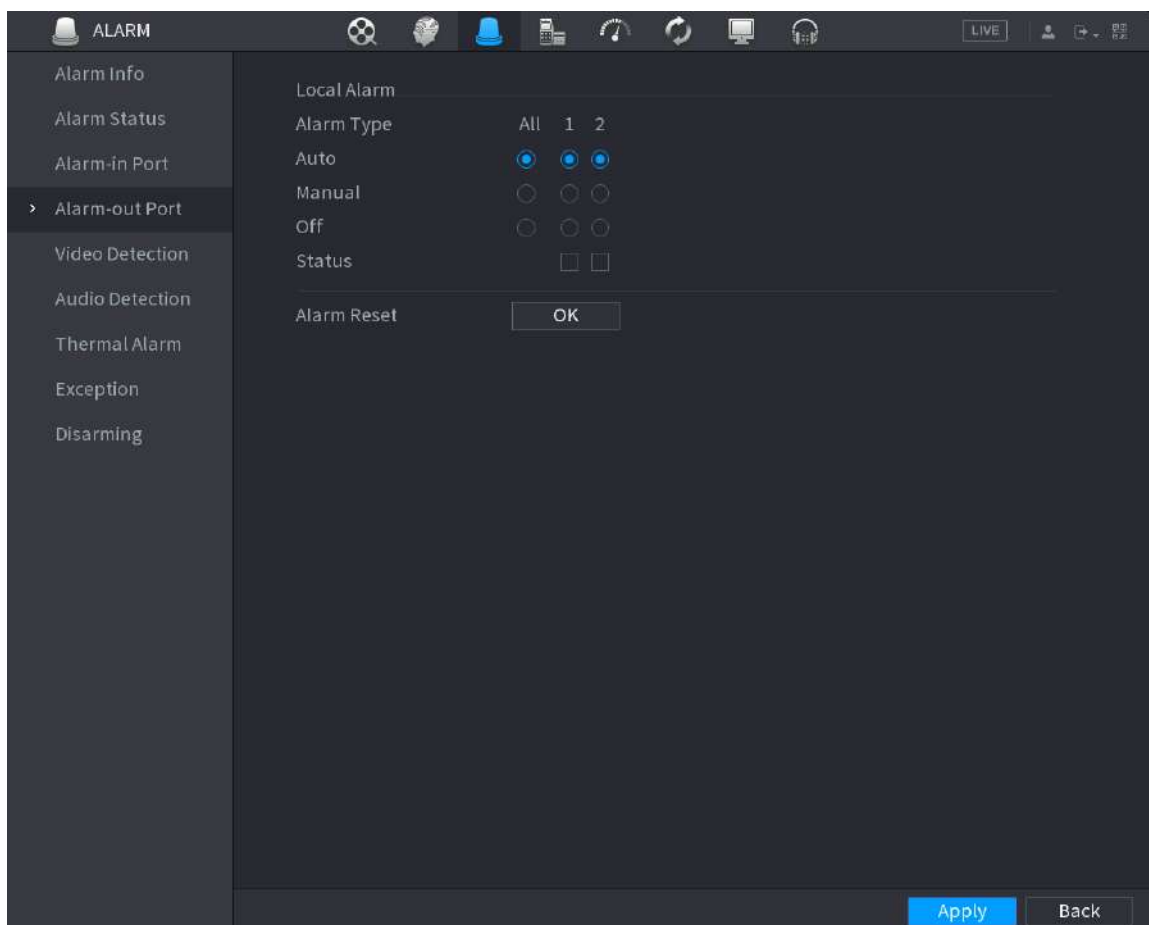 ALARM
LIVE
Alarm Info
Alarm Status
Alarm-in Port
Alarm-out Port
Video Detection
Audio Detection
Thermal Alarm
Exception
Disarming
Local Alarm
Alarm Type All 1 2
Auto
Manual
Off
Status
Alarm Reset OK
Apply Back